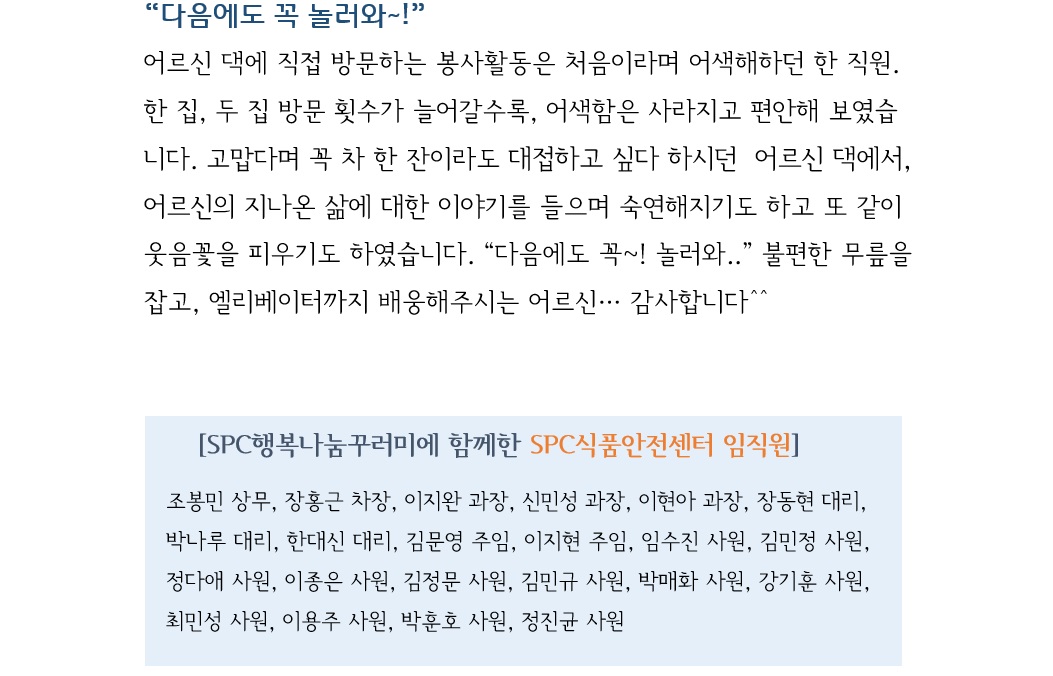 “다음에도 꼭 놀러와~!”
어르신 댁에 직접 방문하는 봉사활동은 처음이라며 어색해하던 한 직원.
한 집, 두 집 방문 횟수가 늘어갈수록, 어색함은 사라지고 편안해 보였습
니다. 고맙다며 꼭 차 한 잔이라도 대접하고 싶다 하시던 어르신 댁에서,
어르신의 지나온 삶에 대한 이야기를 들으며 숙연해지기도 하고 또 같이
웃음꽃을 피우기도 하였습니다. “다음에도 꼭~! 놀러와..” 불편한 무릎을
잡고, 엘리베이터까지 배웅해주시는 어르신… 감사합니다^^
[SPC행복나눔꾸러미에 함께한 SPC식품안전센터 임직원]
조봉민 상무, 장홍근 차장, 이지완 과장, 신민성 과장, 이현아 과장, 장동현 대리,
박나루 대리, 한대신 대리, 김문영 주임, 이지현 주임, 임수진 사원, 김민정 사원,
정다애 사원, 이종은 사원, 김정문 사원, 김민규 사원, 박매화 사원, 강기훈 사원,
최민성 사원, 이용주 사원, 박훈호 사원, 정진균 사원